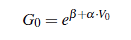 G₀ = e^{β+α·V₀}